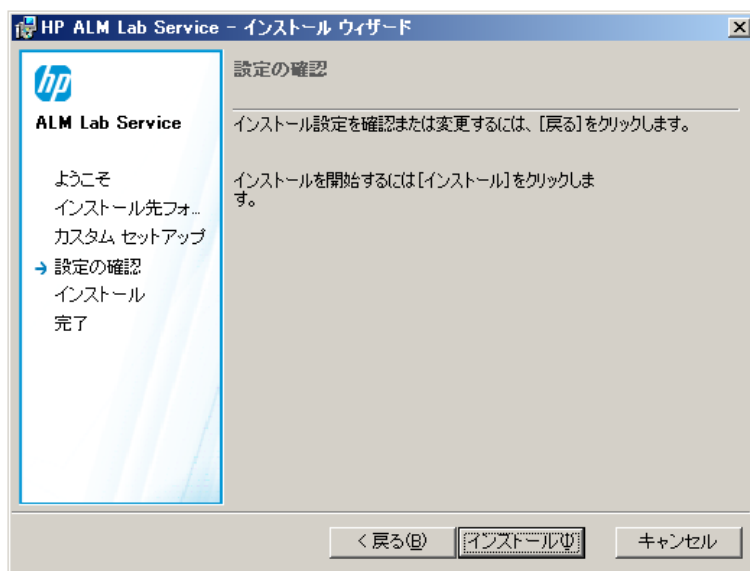 HP ALM Lab Service - インストール ウィザード
hp
設定の確認
ALM Lab Service
インストール設定を確認または変更するには、[戻る]をクリックします。
ようこそ
インストール先フォ...
カスタム セットアップ
設定の確認
インストール
完了
インストールを開始するには[インストール]をクリックしま
す。
< 戻る(B)
インストール(I)
キャンセル